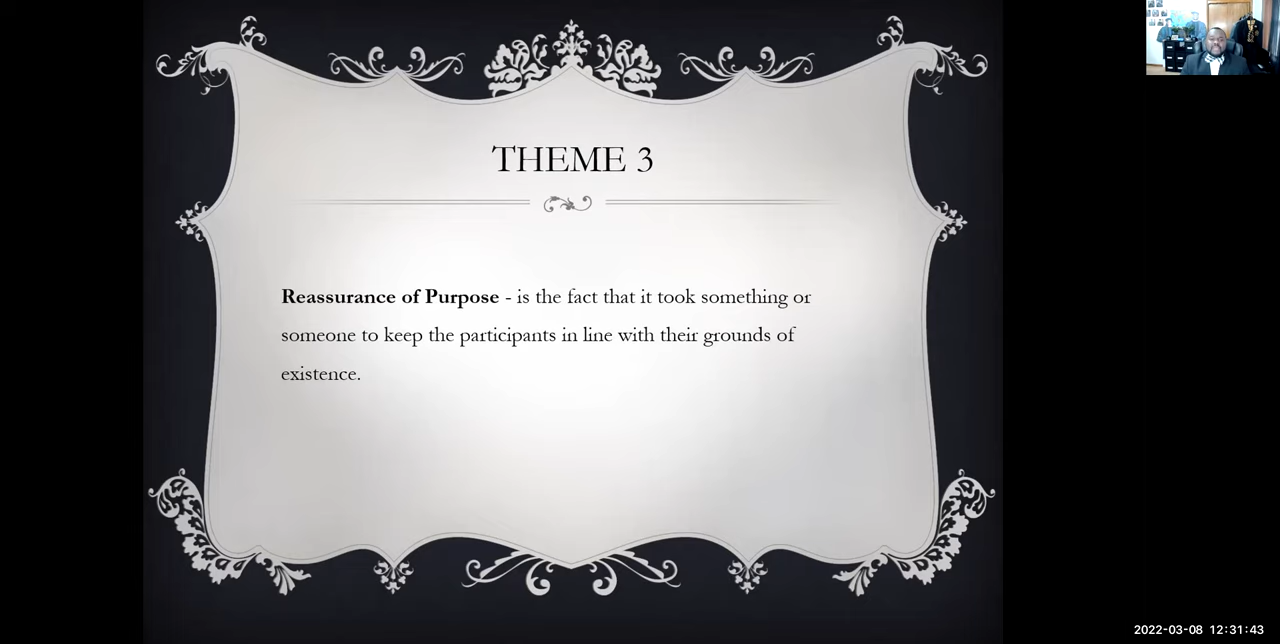 THEME 3
Reassurance of Purpose - is the fact that it took something or
someone to keep the participants in line with their grounds of
existence.
2022-03-08 12:31:43